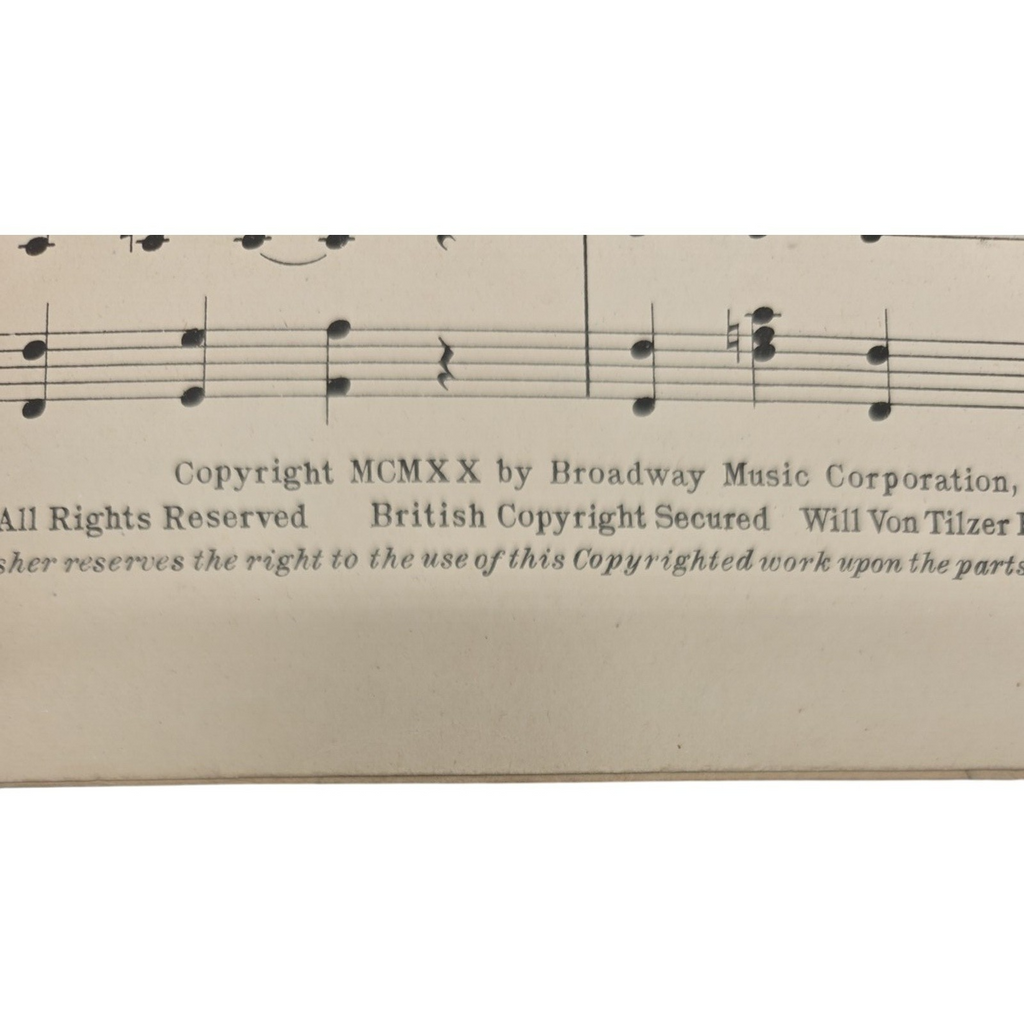 Copyright MCMXX by Broadway Music Corporation,
All Rights Reserved British Copyright Secured Will Von Tilzer
reserves the right to the use of this Copyrighted work upon the parts